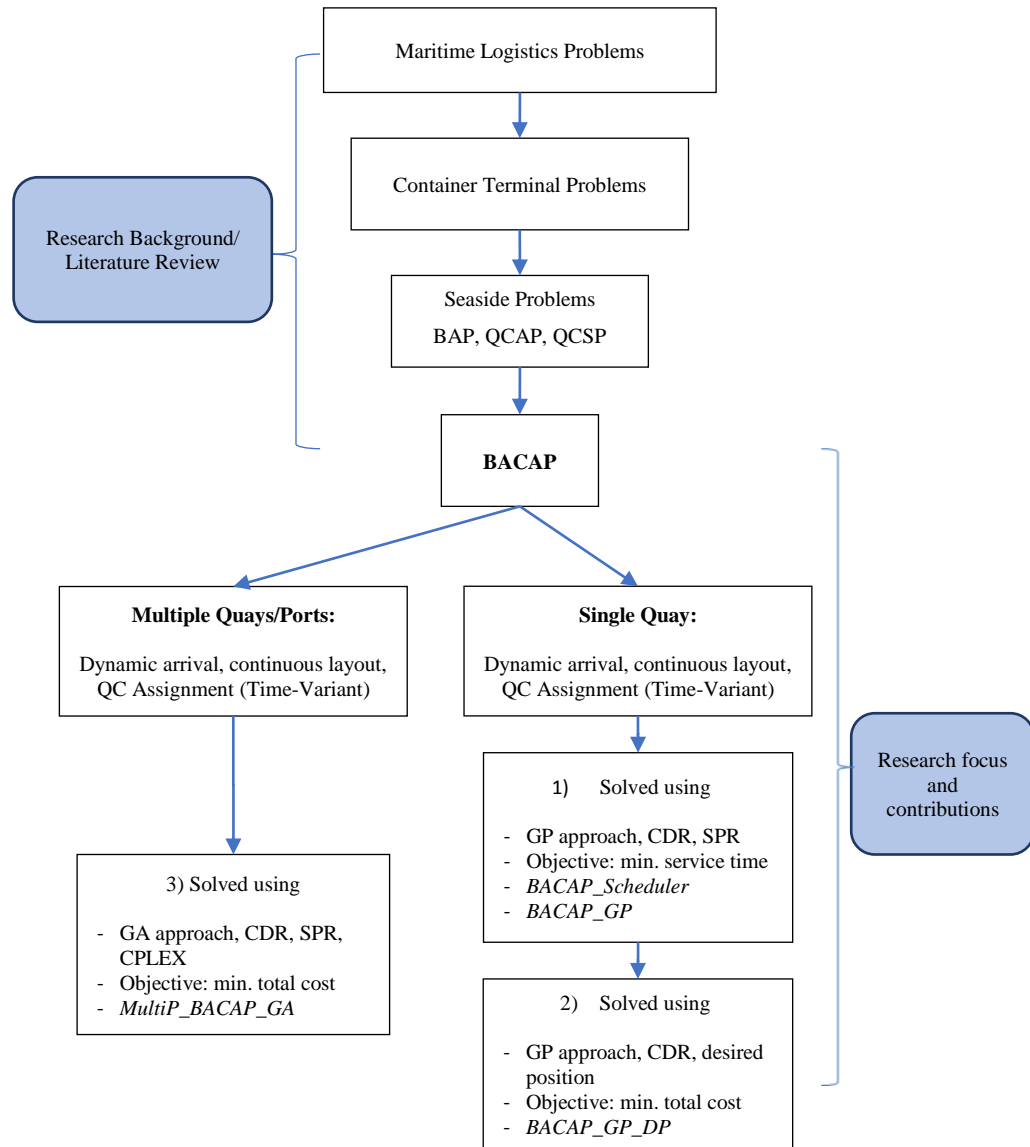 Maritime Logistics Problems
Container Terminal Problems
Research Background/
Literature Review
Seaside Problems
BAP, QCAP, QCSP
BACAP
Multiple Quays/Ports:
Dynamic arrival, continuous layout,
QC Assignment (Time-Variant)
Single Quay:
Dynamic arrival, continuous layout,
QC Assignment (Time-Variant)
Research focus
and
contributions
1) Solved using
- GP approach, CDR, SPR
- Objective: min. service time
- BACAP_Scheduler
- BACAP_GP
3) Solved using
- GA approach, CDR, SPR,
CPLEX
- Objective: min. total cost
- MultiP_BACAP_GA
2) Solved using
- GP approach, CDR, desired
position
- Objective: min. total cost
- BACAP_GP_DP